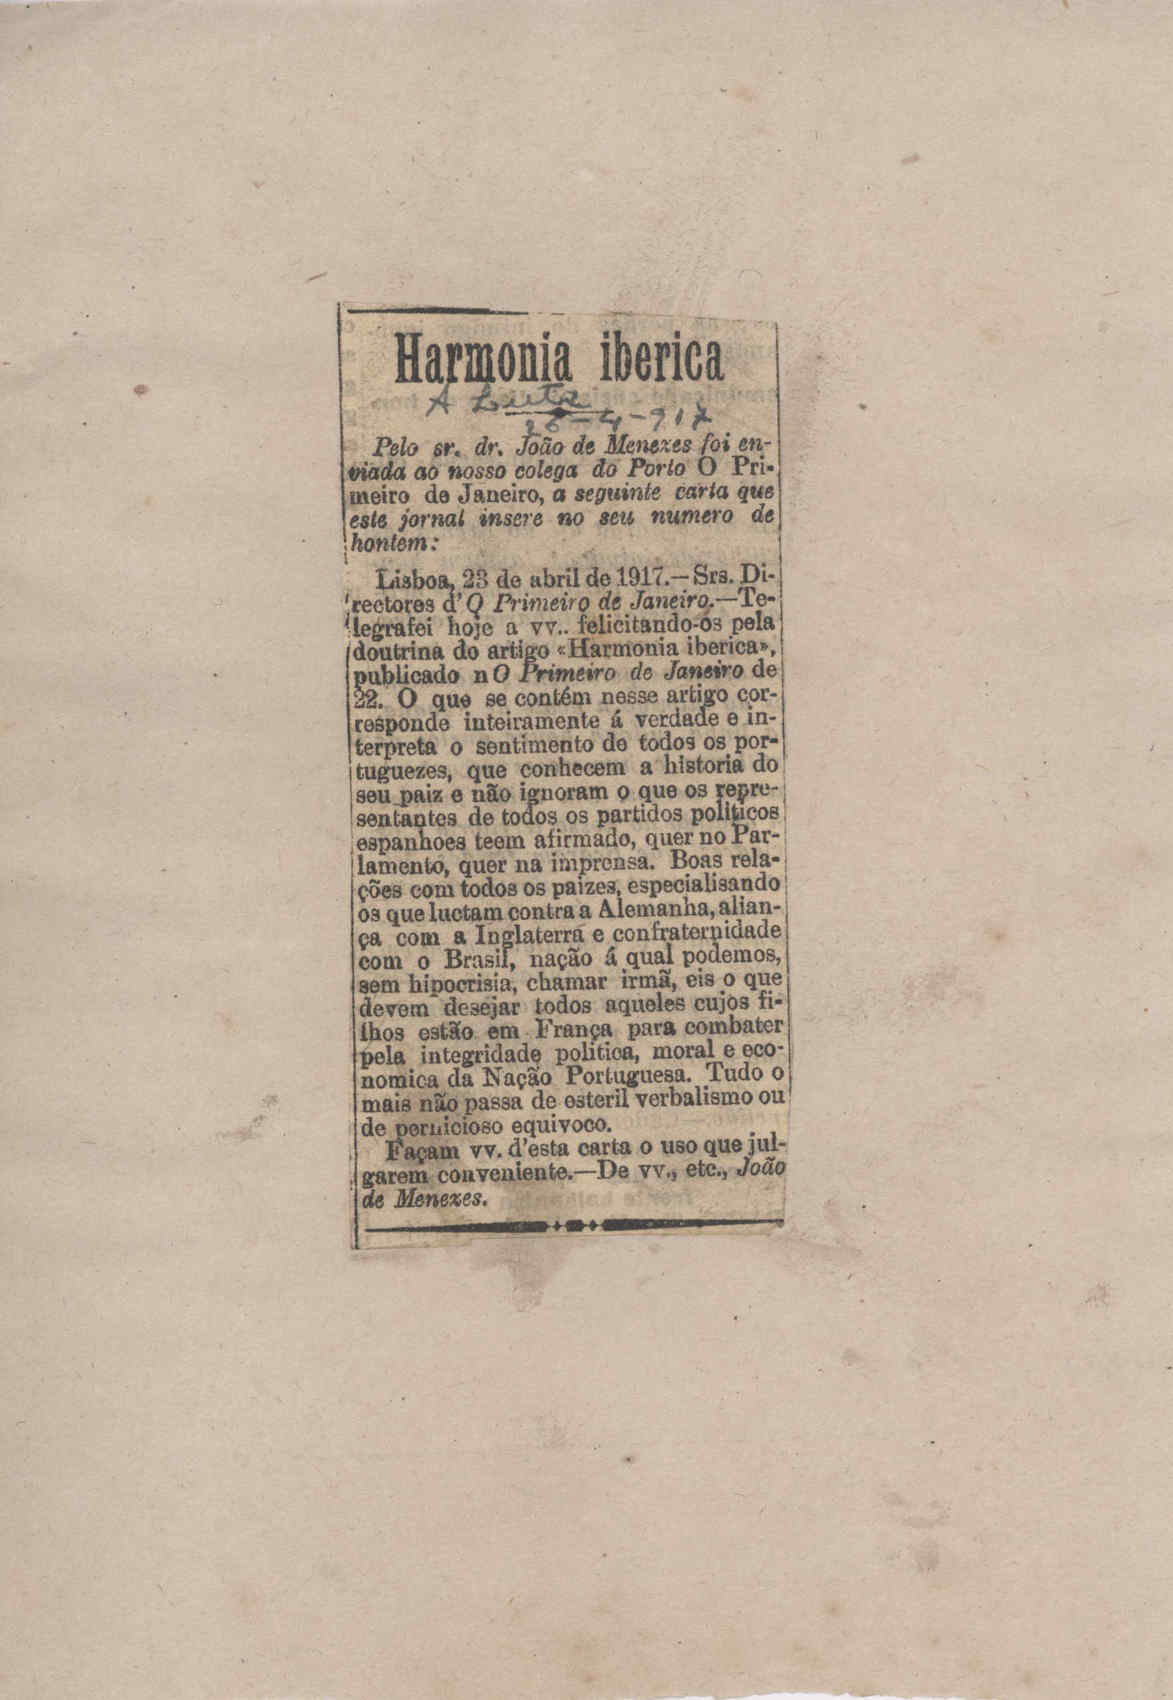 Harmonia iberica
A Lucta
26-4-917
Pelo sr. dr. João de Menezes foi en-
viada ao nosso colega do Porto O Pri-
meiro de Janeiro, a seguinte carta que
este jornal insere no seu numero de
hontem:
Lisboa, 23 de abril de 1917.—Srs. Di-
rectores d'O Primeiro de Janeiro.—Te-
legrafei hoje a vv.. felicitando-os pela
doutrina do artigo «Harmonia iberica»,
publicado nO Primeiro de Janeiro de
22. O que se contém nesse artigo cor-
responde inteiramente á verdade e in-
terpreta o sentimento de todos os por-
tuguezes, que conhecem a historia do
seu paiz e não ignoram o que os repre-
sentantes de todos os partidos politicos
espanhoes teem afirmado, quer no Par-
lamento, quer na imprensa. Boas rela-
ções com todos os paizes, especialisando
os que luctam contra a Alemanha, alian-
ça com a Inglaterra e confraternidade
com o Brasil, nação á qual podemos,
sem hipocrisia, chamar irmã, eis o que
devem desejar todos aqueles cujos fi-
lhos estão em França para combater
pela integridade politica, moral e eco-
nomica da Nação Portuguesa. Tudo o
mais não passa de esteril verbalismo ou
de pernicioso equivoco.
Façam vv. d'esta carta o uso que jul-
garem conveniente.—De vv., etc., João
de Menezes.